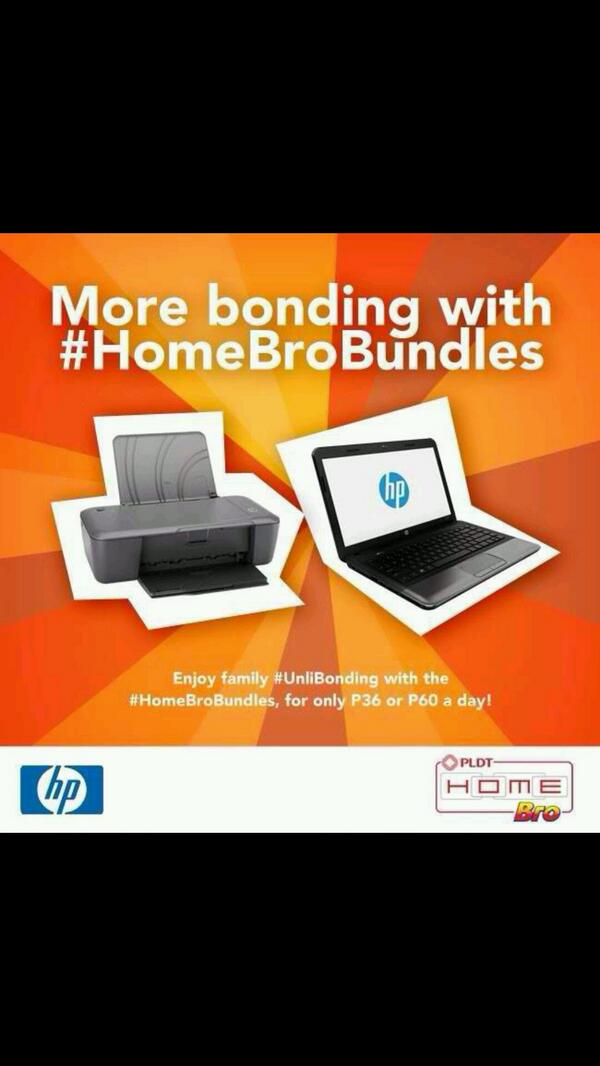 More bonding with
#HomeBroBundles
hp
Enjoy family #UnliBonding with the
#HomeBroBundles, for only P36 or P60 a day!
hp
PLDT
HOME
Bro